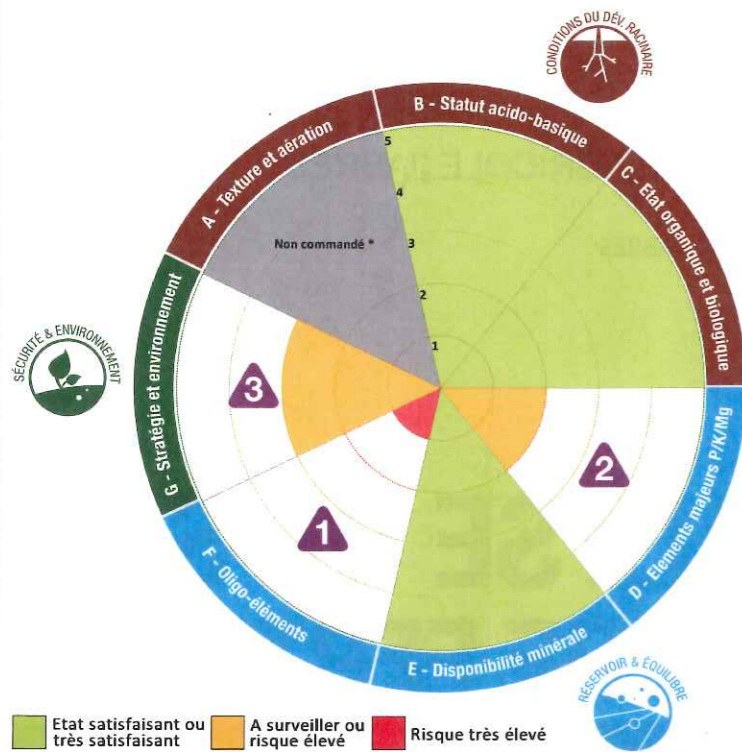 CONDITIONS DU DÉV. RACINAIRE
B - Statut acido-basique
A - Texture et aération
C - Etat organique et biologique
5
4
Non commandé *
3
2
1
SÉCURITÉ & ENVIRONNEMENT
G - Stratégie et environnement
3
2
1
D - Elements majeurs P/K/Mg
F - Oligo-éléments
E - Disponibilité minérale
RÉSERVOIR & ÉQUILIBRE
Etat satisfaisant ou
très satisfaisant
A surveiller ou
risque élevé
Risque très élevé